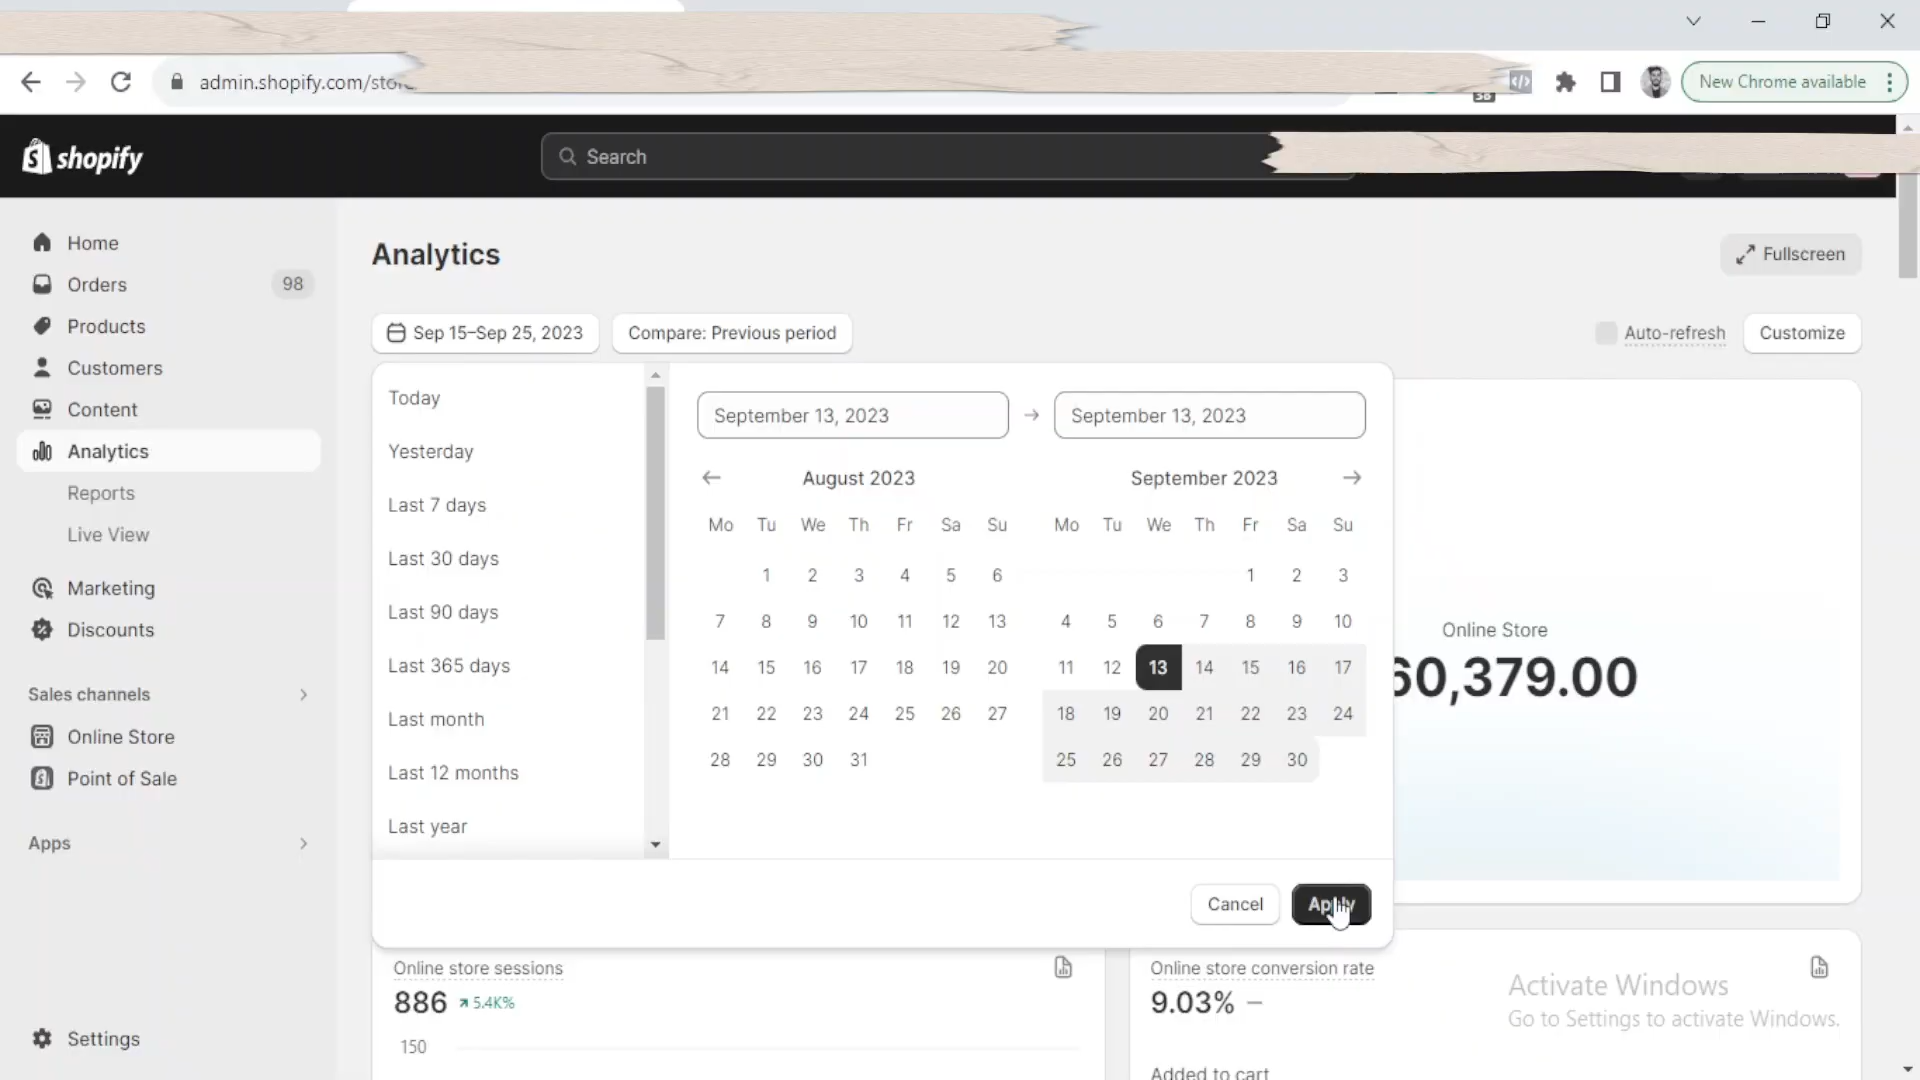 admin.shopify.com/sto
New Chrome available
shopify
Search
Home
Orders 98
Products
Customers
Content
Analytics
Reports
Live View
Marketing
Discounts
Sales channels
Online Store
Point of Sale
Apps
Settings
Analytics
Fullscreen
Sep 15–Sep 25, 2023
Compare: Previous period
Auto-refresh
Customize
Today
Yesterday
Last 7 days
Last 30 days
Last 90 days
Last 365 days
Last month
Last 12 months
Last year
September 13, 2023 → September 13, 2023
August 2023
Mo Tu We Th Fr Sa Su
1 2 3 4 5 6
7 8 9 10 11 12 13
14 15 16 17 18 19 20
21 22 23 24 25 26 27
28 29 30 31
September 2023
Mo Tu We Th Fr Sa Su
1 2 3
4 5 6 7 8 9 10
11 12 13 14 15 16 17
18 19 20 21 22 23 24
25 26 27 28 29 30
Cancel
Apply
Online Store
60,379.00
Online store sessions
886 5.4K%
150
Online store conversion rate
9.03% –
Added to cart
Activate Windows
Go to Settings to activate Windows.